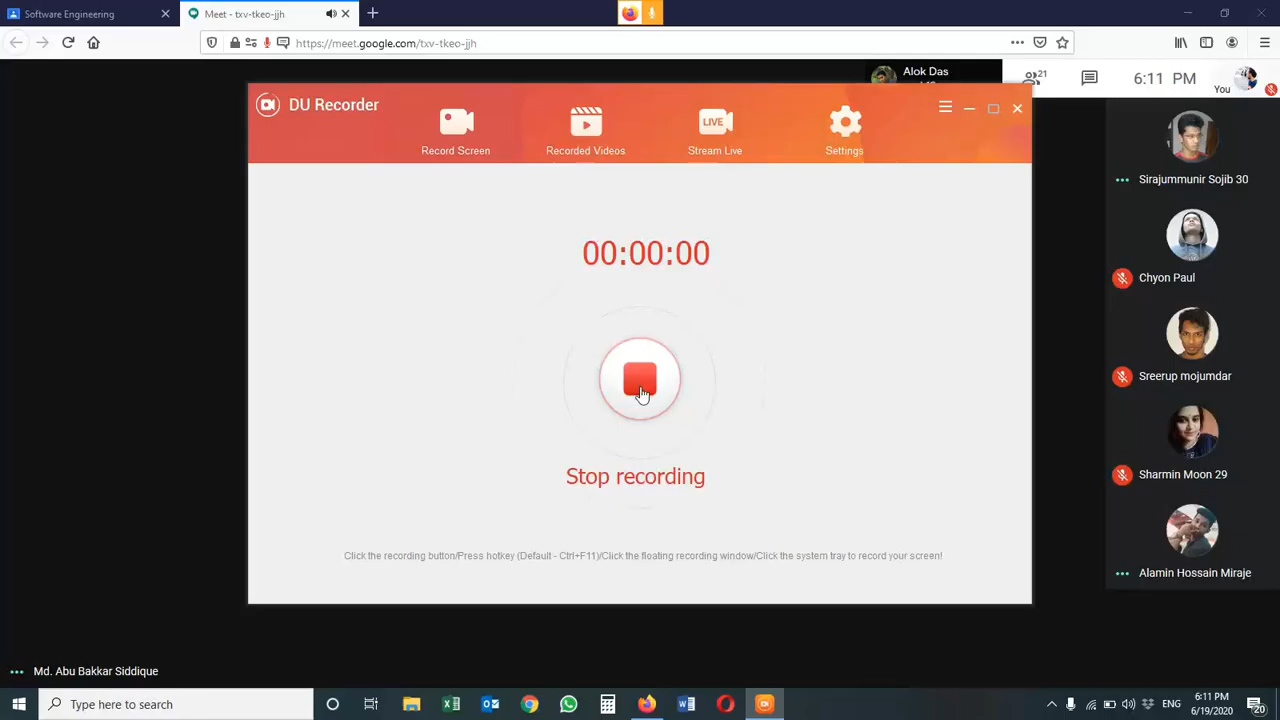 Software Engineering
Meet - txv-tkeo-jjh
https://meet.google.com/txv-tkeo-jjh
Alok Das
21
6:11 PM
You
DU Recorder
Record Screen
Recorded Videos
LIVE
Stream Live
Settings
Sirajummunir Sojib 30
00:00:00
Chyon Paul
Sreerup mojumdar
Stop recording
Sharmin Moon 29
Click the recording button/Press hotkey (Default - Ctrl+F11)/Click the floating recording window/Click the system tray to record your screen!
Alamin Hossain Miraje
Md. Abu Bakkar Siddique
Type here to search
ENG
6:11 PM
6/19/2020
20